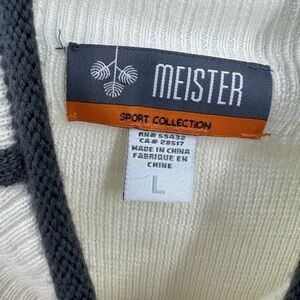 MEISTER
SPORT COLLECTION
RN# 55432
CA# 28517
MADE IN CHINA
FABRIQUE EN
CHINE
L